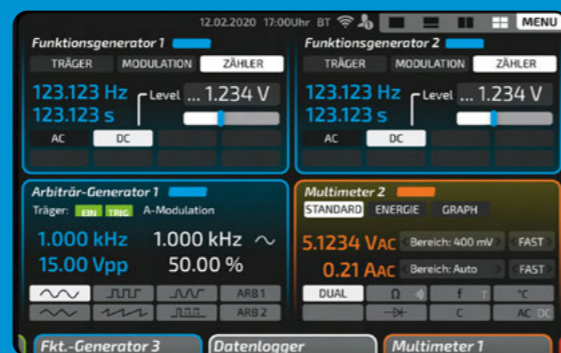 12.02.2020 17:00Uhr BT MENU
Funktionsgenerator 1
TRÄGER MODULATION ZÄHLER
123.123 Hz Level ... 1.234 V
123.123 s
AC DC
Funktionsgenerator 2
TRÄGER MODULATION ZÄHLER
123.123 Hz Level ... 1.234 V
123.123 s
AC DC
Arbiträr-Generator 1
Träger: EIN TRIG A-Modulation
1.000 kHz 1.000 kHz
15.00 Vpp 50.00 %
ARB 1
ARB 2
Multimeter 2
STANDARD ENERGIE GRAPH
5.1234 VAC Bereich: 400 mV FAST
0.21 AAC Bereich: Auto FAST
DUAL Ω f T °C
C AC DC
Fkt.-Generator 3 Datenlogger Multimeter 1